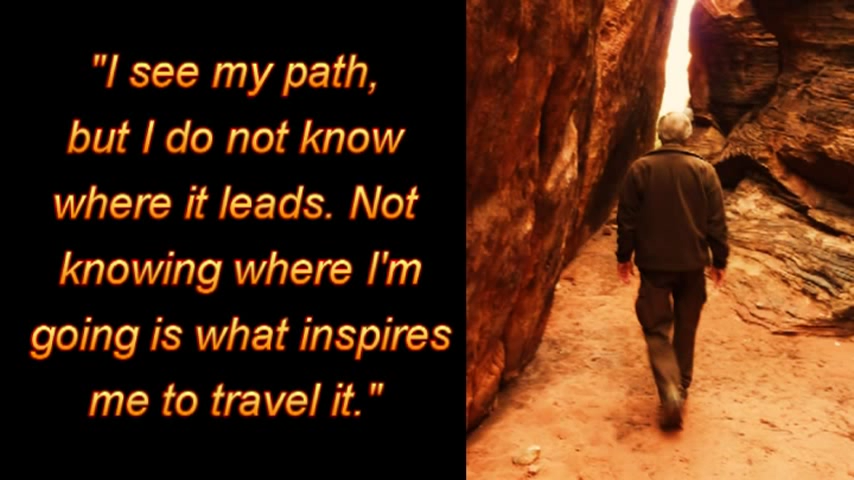 "I see my path,
but I do not know
where it leads. Not
knowing where I'm
going is what inspires
me to travel it."